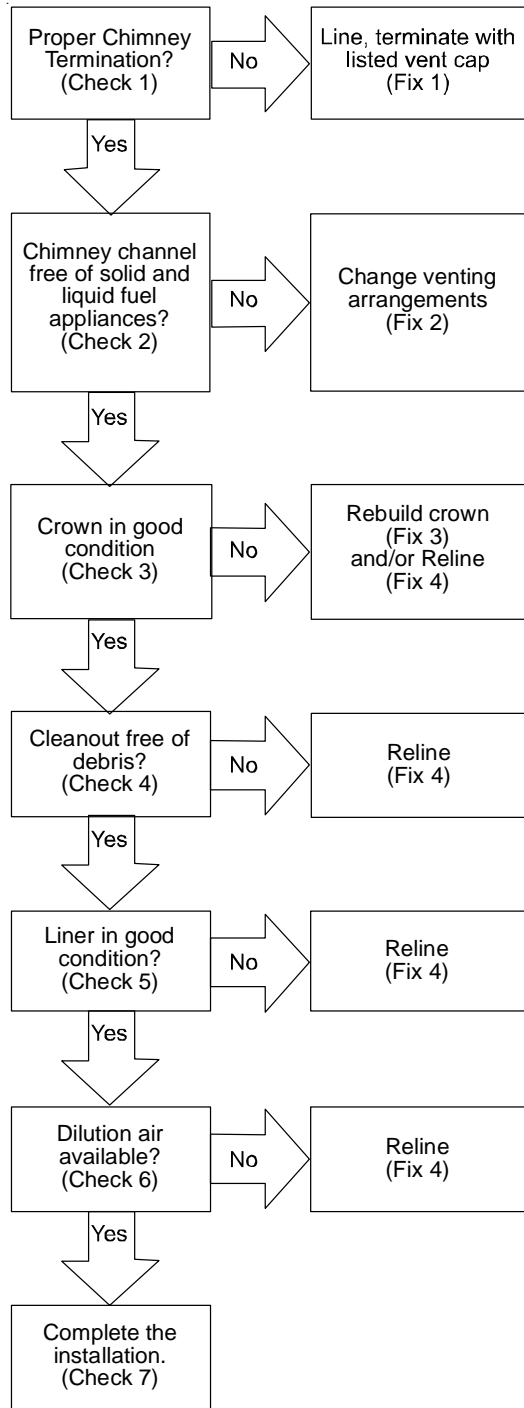 Proper Chimney
Termination?
(Check 1)
No
Line, terminate with
listed vent cap
(Fix 1)
Yes
Chimney channel
free of solid and
liquid fuel
appliances?
(Check 2)
No
Change venting
arrangements
(Fix 2)
Yes
Crown in good
condition
(Check 3)
No
Rebuild crown
(Fix 3)
and/or Reline
(Fix 4)
Yes
Cleanout free of
debris?
(Check 4)
No
Reline
(Fix 4)
Yes
Liner in good
condition?
(Check 5)
No
Reline
(Fix 4)
Yes
Dilution air
available?
(Check 6)
No
Reline
(Fix 4)
Yes
Complete the
installation.
(Check 7)